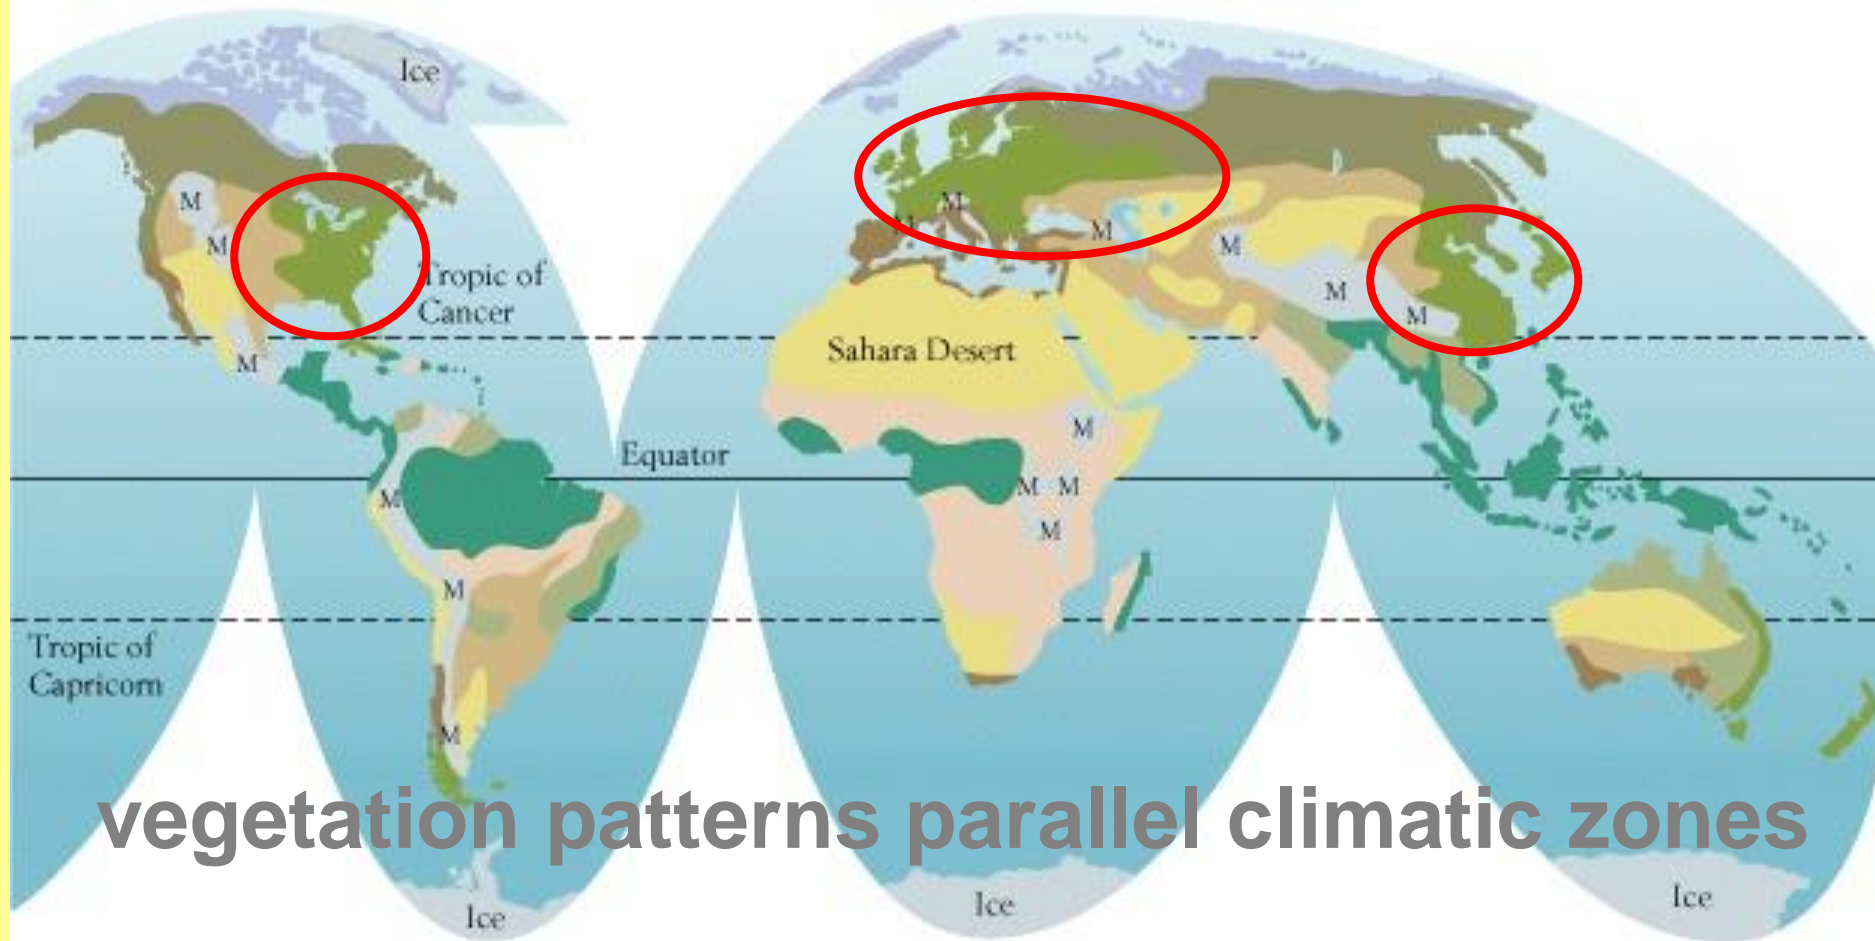 Ice
M
M
M
M
M
Tropic of
Cancer
M
M
M
M
Sahara Desert
M
M
Equator
M
M M
M
M
Tropic of
Capricorn
M
vegetation patterns parallel climatic zones
Ice
Ice
Ice